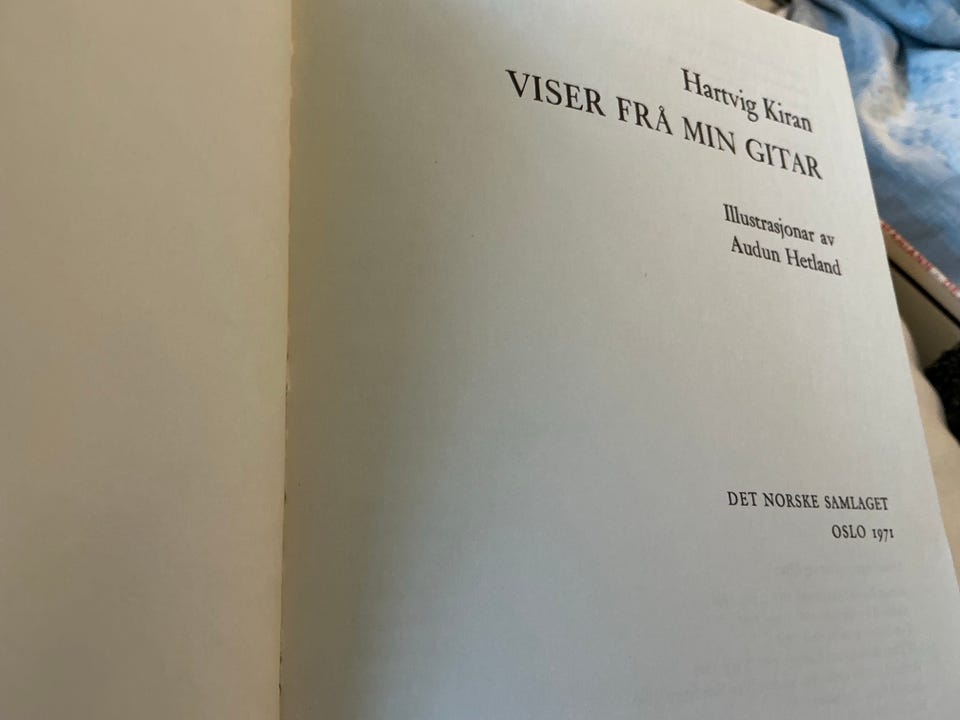 Hartvig Kiran
VISER FRÅ MIN GITAR
Illustrasjonar av
Audun Hetland
DET NORSKE SAMLAGET
OSLO 1971